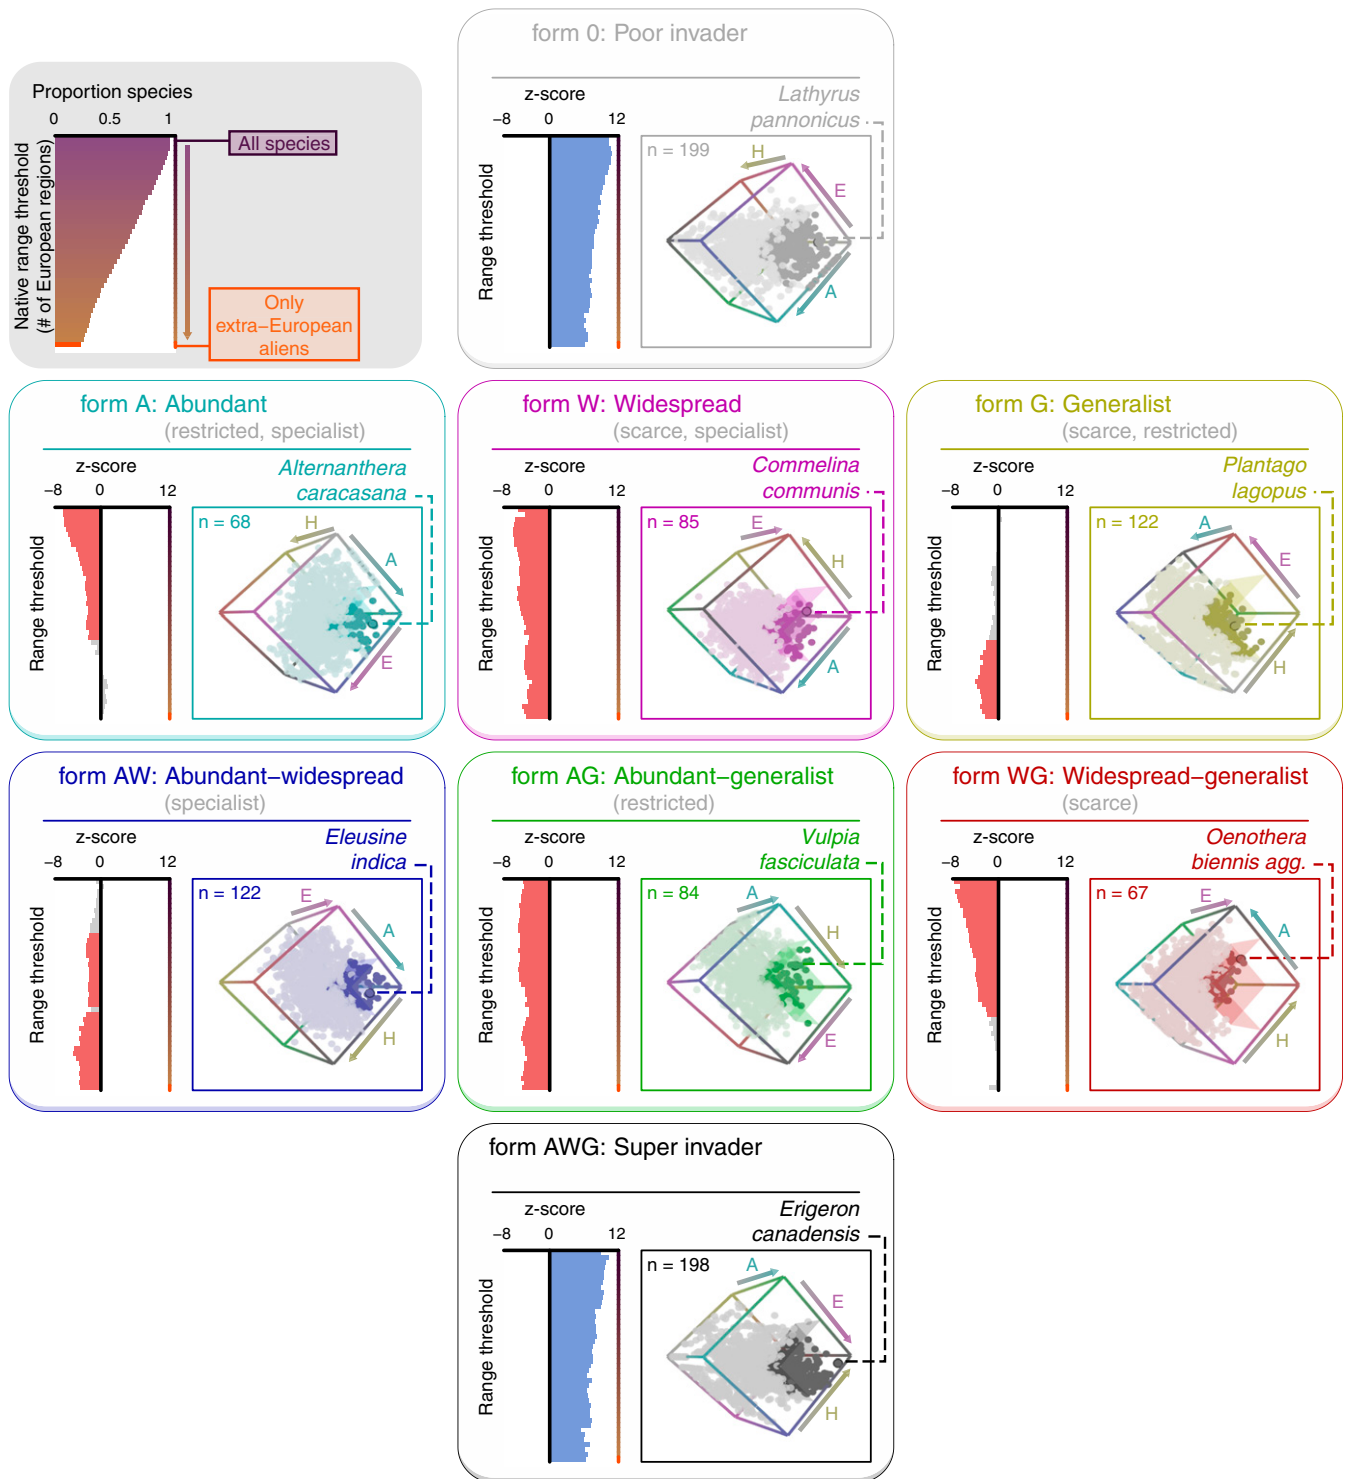 form 0: Poor invader
Proportion species
0 0.5 1
All species
Native range threshold
(# of European regions)
Only
extra−European
aliens
z-score
−8 0 12
Lathyrus
pannonicus
Range threshold
n = 199
H
E
A
form A: Abundant
(restricted, specialist)
z-score
−8 0 12
Alternanthera
caracasana
Range threshold
n = 68
H
A
E
form W: Widespread
(scarce, specialist)
z-score
−8 0 12
Commelina
communis
Range threshold
n = 85
E
H
A
form G: Generalist
(scarce, restricted)
z-score
−8 0 12
Plantago
lagopus
Range threshold
n = 122
A
E
H
form AW: Abundant−widespread
(specialist)
z-score
−8 0 12
Eleusine
indica
Range threshold
n = 122
E
A
H
form AG: Abundant−generalist
(restricted)
z-score
−8 0 12
Vulpia
fasciculata
Range threshold
n = 84
A
H
E
form WG: Widespread−generalist
(scarce)
z-score
−8 0 12
Oenothera
biennis agg.
Range threshold
n = 67
E
A
H
form AWG: Super invader
z-score
−8 0 12
Erigeron
canadensis
Range threshold
n = 198
A
E
H